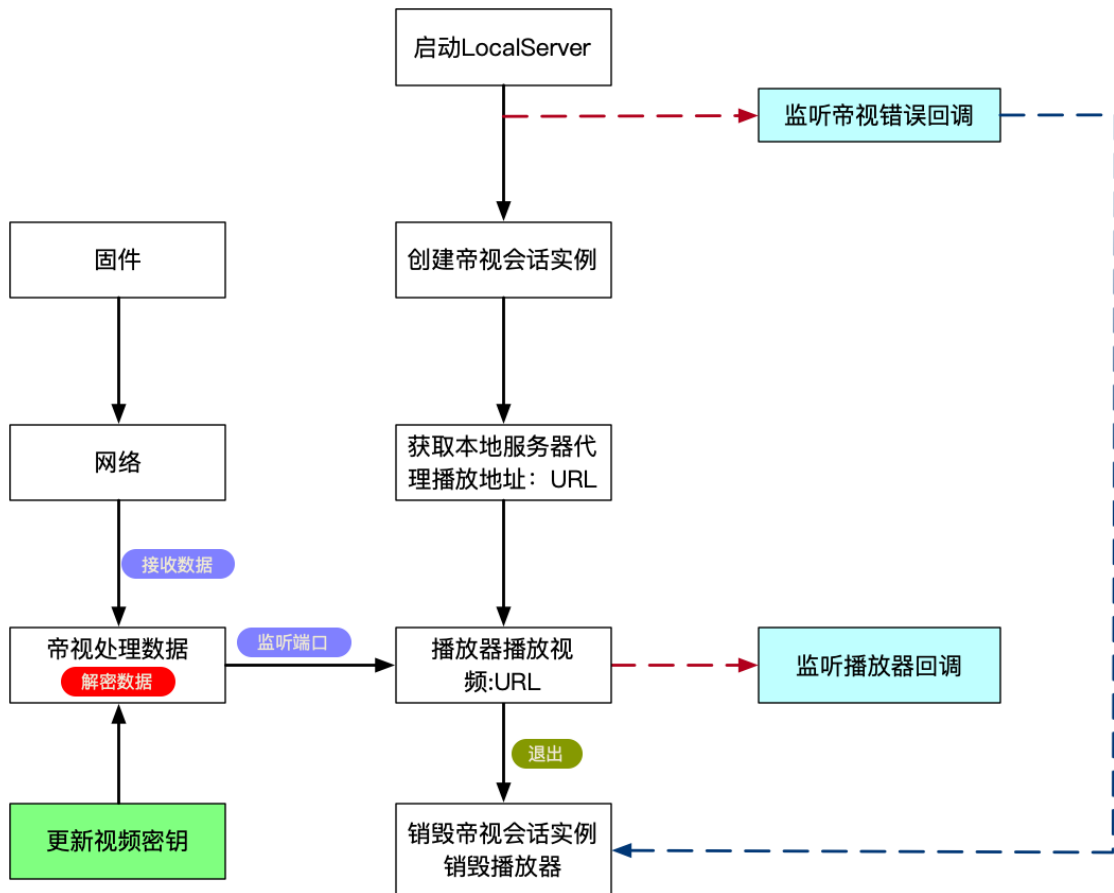 启动LocalServer
监听帝视错误回调
固件
创建帝视会话实例
网络
获取本地服务器代
理播放地址：URL
接收数据
帝视处理数据
解密数据
监听端口
播放器播放视
频:URL
监听播放器回调
退出
更新视频密钥
销毁帝视会话实例
销毁播放器